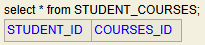 select * from STUDENT_COURSES;
STUDENT_ID COURSES_ID